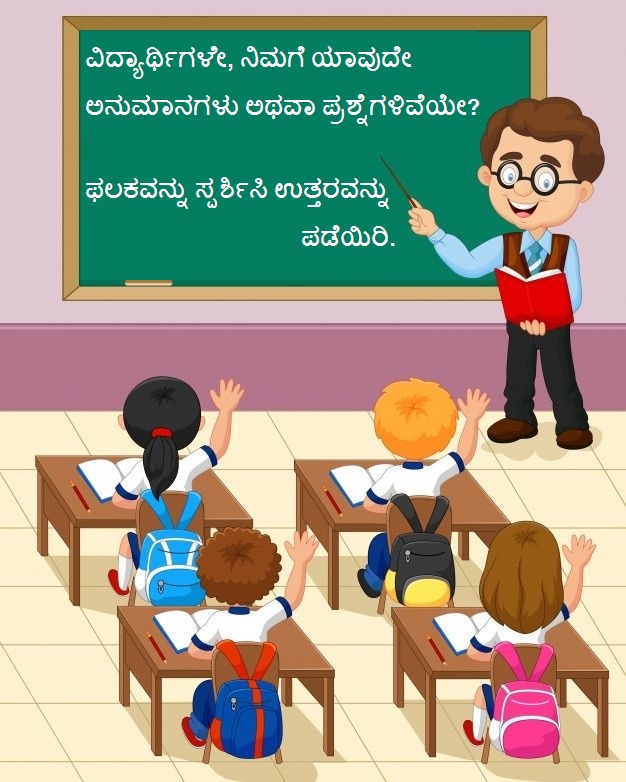 ವಿದ್ಯಾರ್ಥಿಗಳೇ, ನಿಮಗೆ ಯಾವುದೇ
ಅನುಮಾನಗಳು ಅಥವಾ ಪ್ರಶ್ನೆಗಳಿವೆಯೇ?
ಫಲಕವನ್ನು ಸ್ಪರ್ಶಿಸಿ ಉತ್ತರವನ್ನು
ಪಡೆಯಿರಿ.